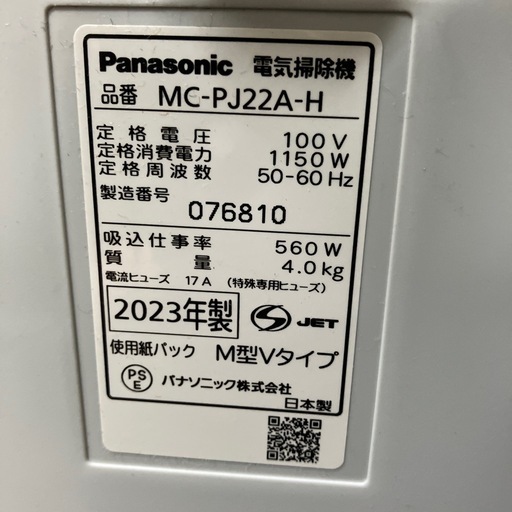 Panasonic 電気掃除機
品番 MC-PJ22A-H
定格電圧 100V
定格消費電力 1150W
定格周波数 50-60Hz
製造番号
076810
吸込仕事率 560W
質量 4.0kg
電流ヒューズ 17A (特殊専用ヒューズ)
2023年製 S JET
使用紙パック M型Vタイプ
PSE パナソニック株式会社
日本製